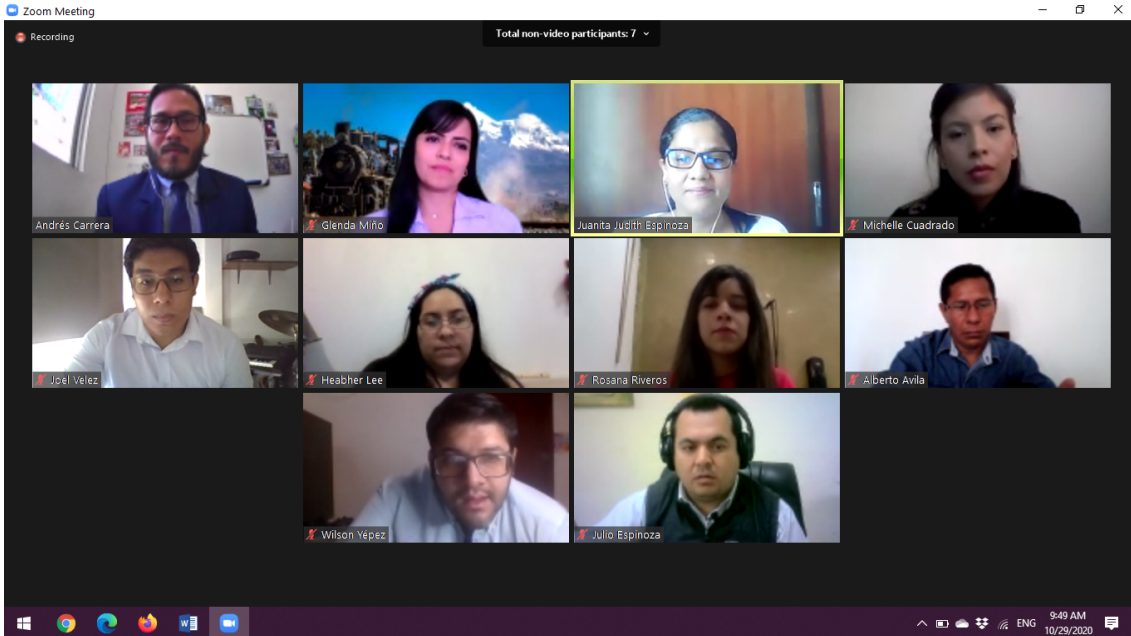 Zoom Meeting
Recording
Total non-video participants: 7
Andrés Carrera
Glenda Miño
Juanita Judith Espinoza
Michelle Cuadrado
Joel Velez
Heabher Lee
Rosana Riveros
Alberto Avila
Wilson Yépez
Julio Espinoza
ENG
9:49 AM
10/29/2020